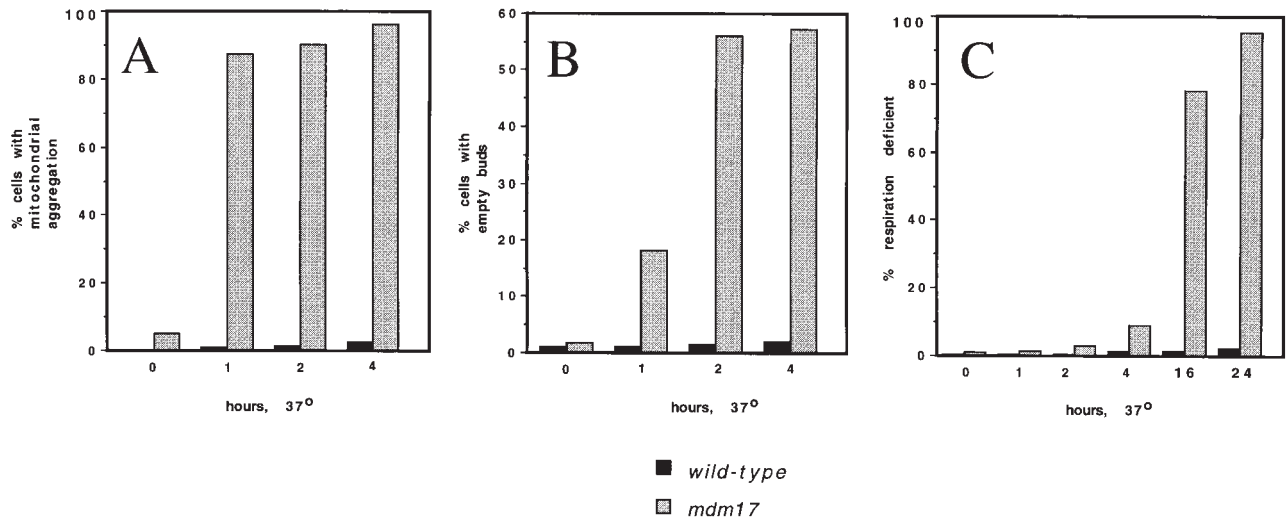 A
% cells with
mitochondrial
aggregation
100
80
60
40
20
0
0 1 2 4
hours, 37°
B
% cells with
empty buds
60
50
40
30
20
10
0
0 1 2 4
hours, 37°
C
% respiration deficient
100
80
60
40
20
0
0 1 2 4 16 24
hours, 37°
wild-type
mdm17